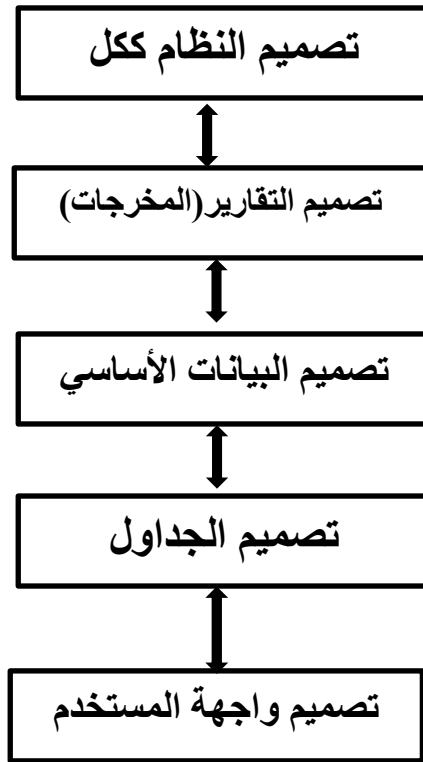 تصميم النظام ككل
تصميم التقارير(المخرجات)
تصميم البيانات الأساسي
تصميم الجداول
تصميم واجهة المستخدم